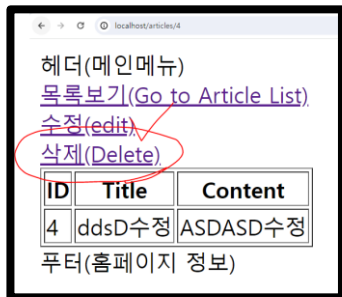 localhost/articles/4
헤더(메인메뉴)
목록보기(Go to Article List)
수정(edit)
삭제(Delete)
ID Title Content
4 ddsD수정 ASDASD수정
푸터(홈페이지 정보)